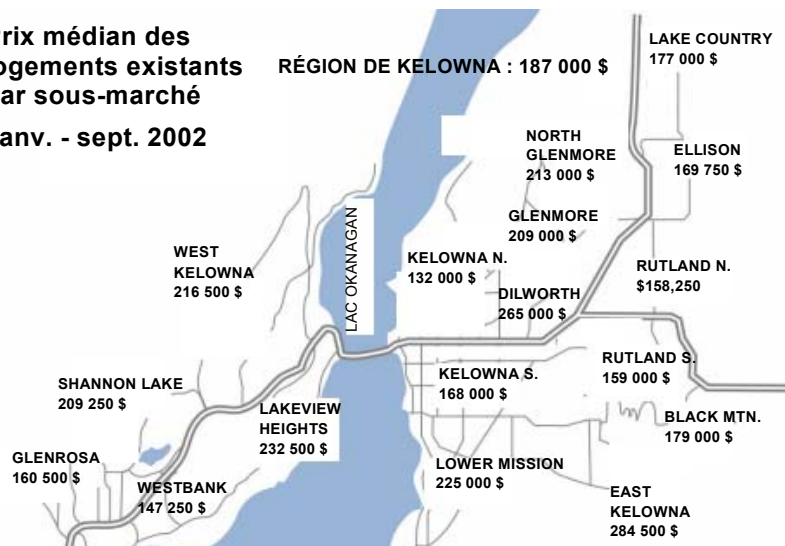 rix médian des
ogements existants
ar sous-marché
anv. - sept. 2002
RÉGION DE KELOWNA : 187 000 $
LAKE COUNTRY
177 000 $
NORTH
GLENMORE
213 000 $
ELLISON
169 750 $
GLENMORE
209 000 $
WEST
KELOWNA
216 500 $
LAC OKANAGAN
KELOWNA N.
132 000 $
RUTLAND N.
$158,250
DILWORTH
265 000 $
SHANNON LAKE
209 250 $
KELOWNA S.
168 000 $
RUTLAND S.
159 000 $
LAKEVIEW
HEIGHTS
232 500 $
BLACK MTN.
179 000 $
GLENROSA
160 500 $
WESTBANK
147 250 $
LOWER MISSION
225 000 $
EAST
KELOWNA
284 500 $